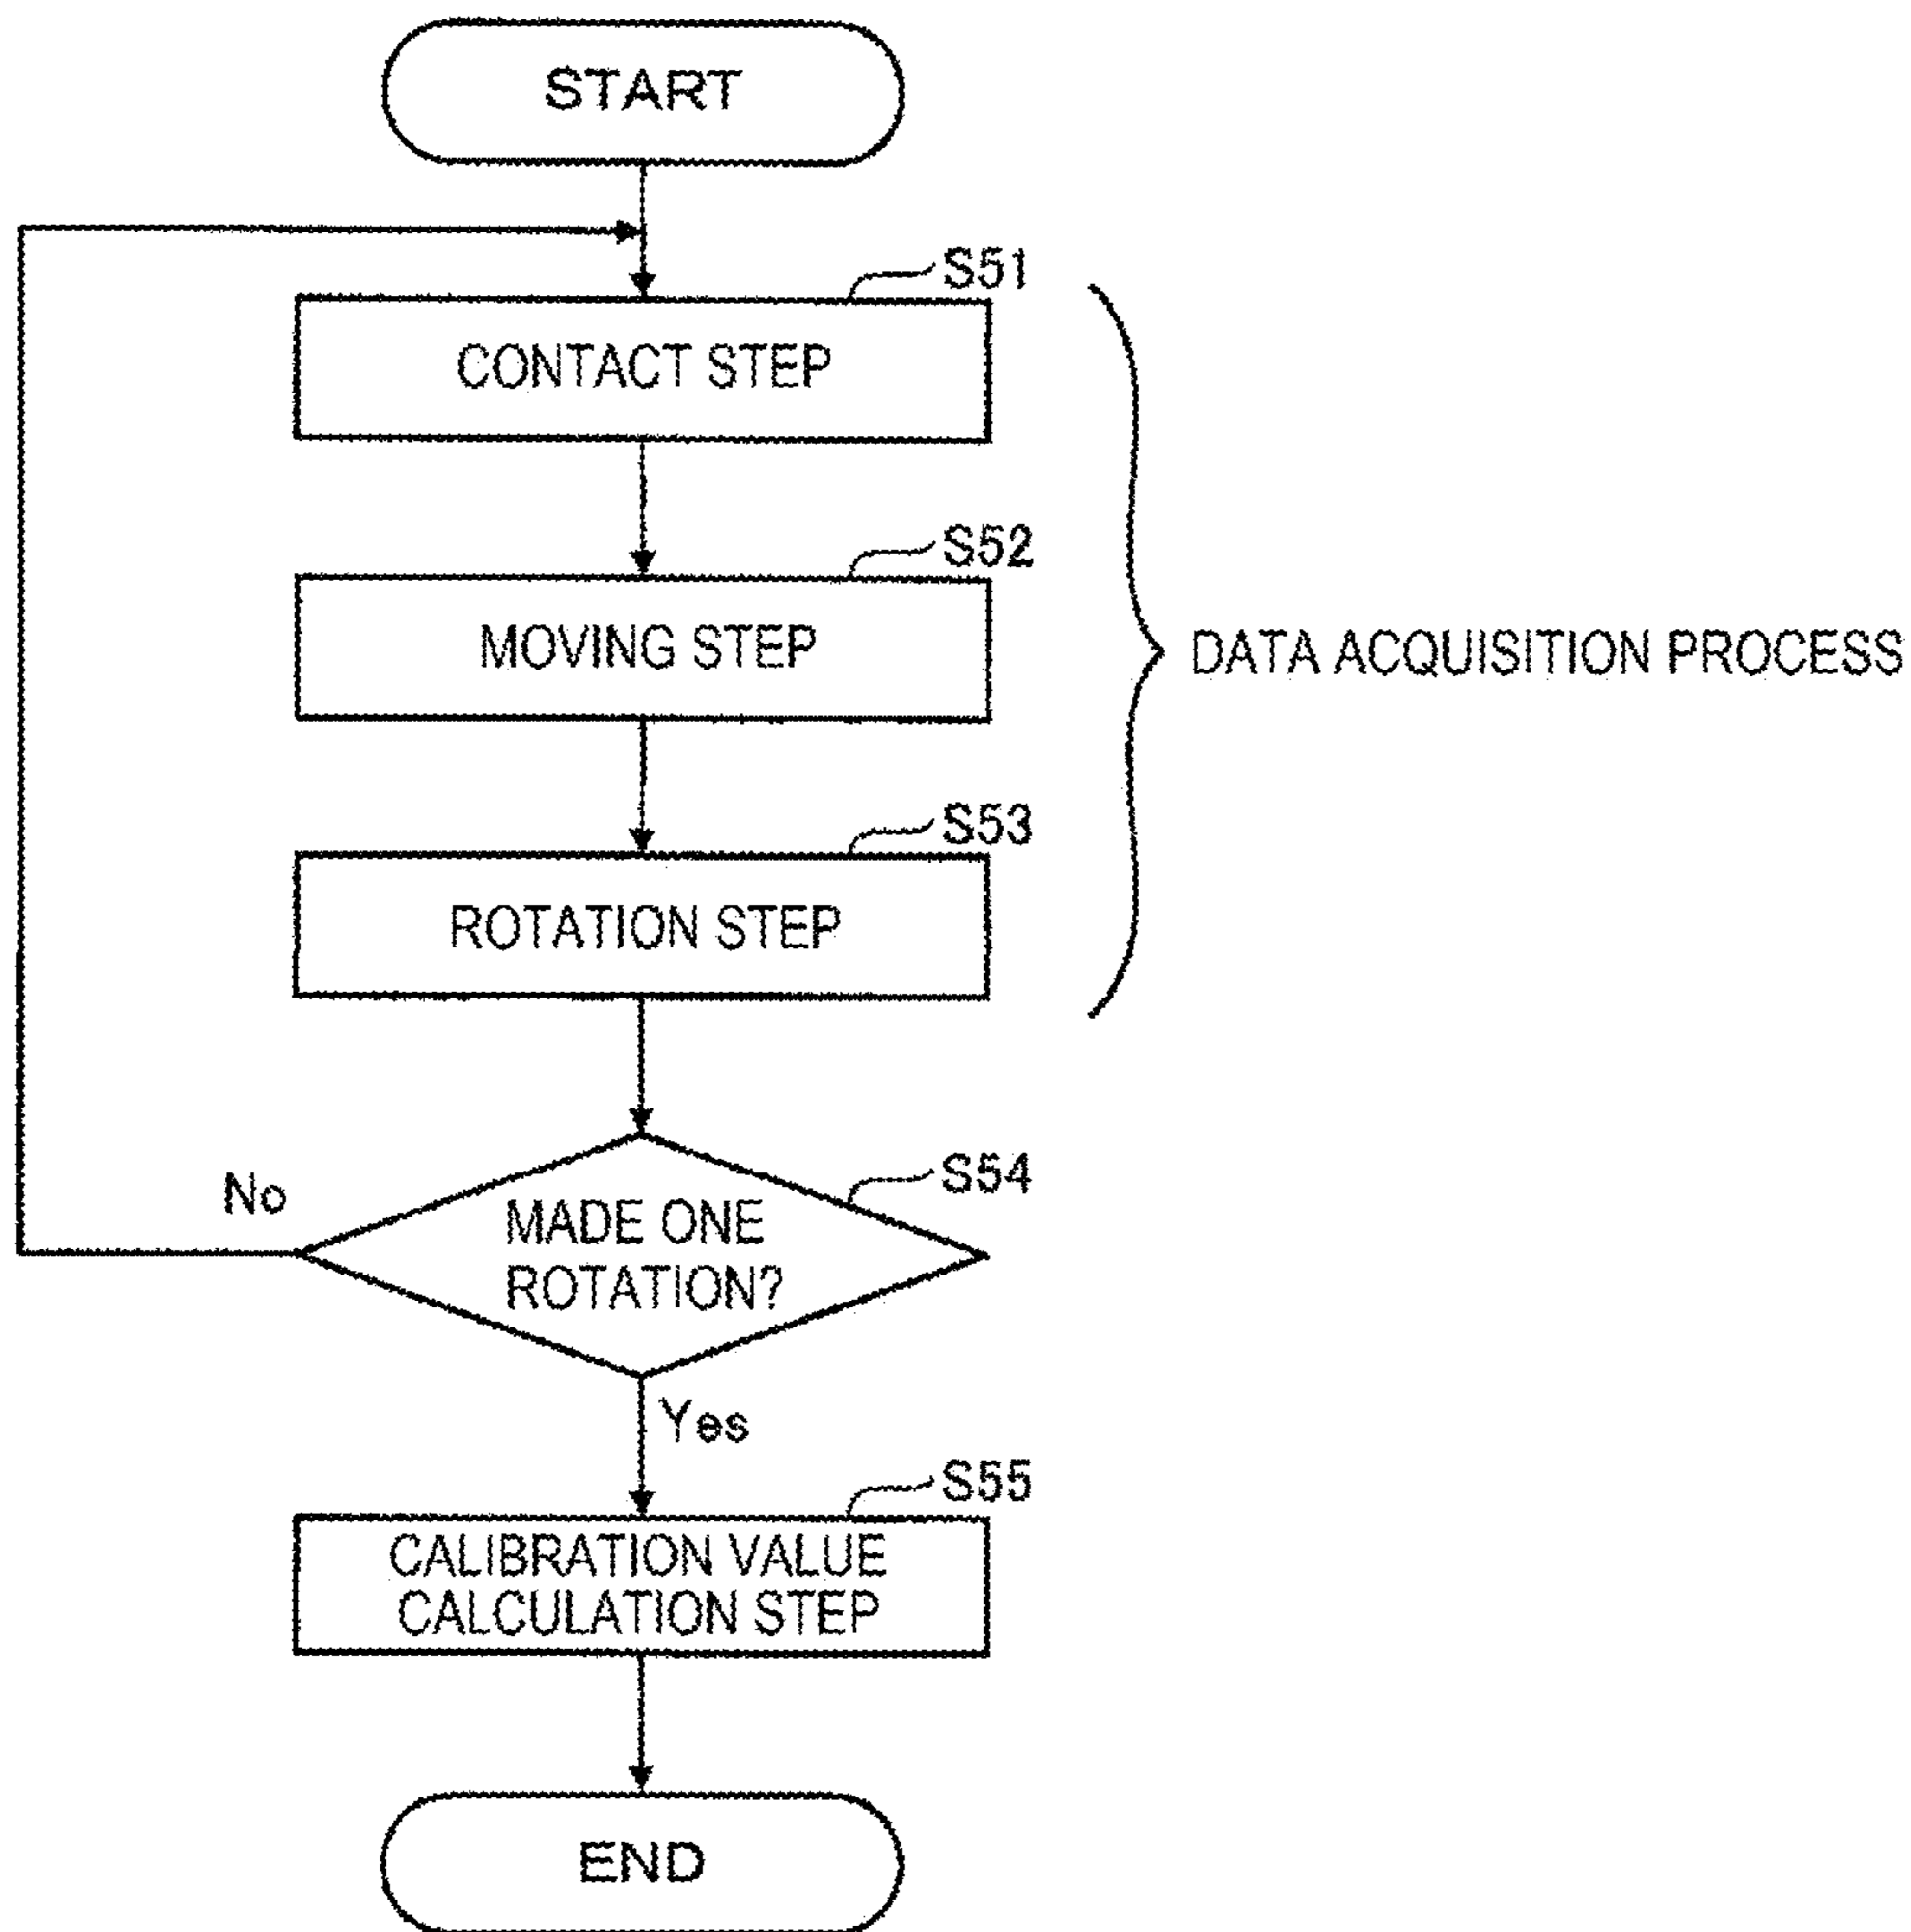 START
S51
CONTACT STEP
S52
MOVING STEP
DATA ACQUISITION PROCESS
S53
ROTATION STEP
No
S54
MADE ONE
ROTATION?
Yes
S55
CALIBRATION VALUE
CALCULATION STEP
END